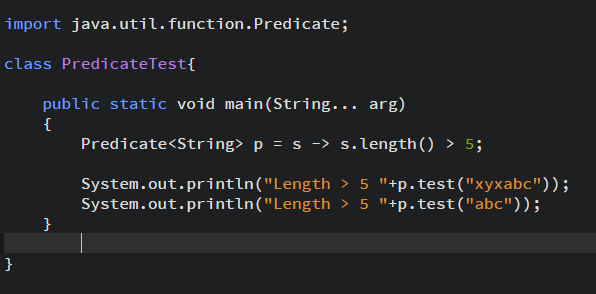 import java.util.function.Predicate;
class PredicateTest{
public static void main(String... arg)
{
Predicate<String> p = s -> s.length() > 5;
System.out.println("Length > 5 "+p.test("xyxabc"));
System.out.println("Length > 5 "+p.test("abc"));
}
}